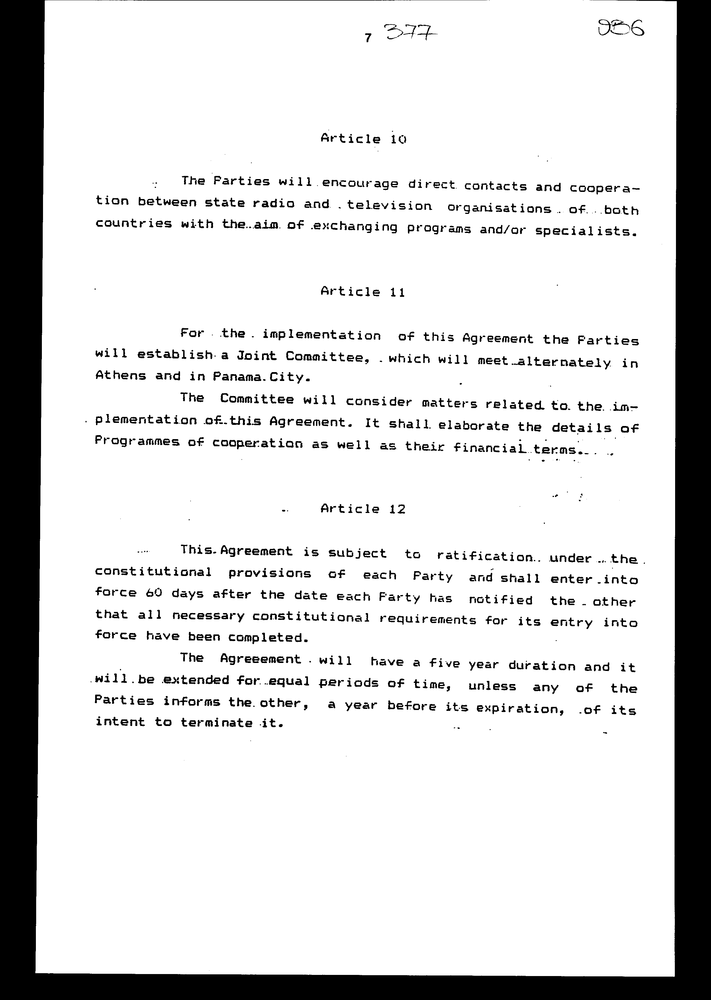 7 377 936
Article 10
The Parties will encourage direct contacts and coopera-
tion between state radio and television organisations of both
countries with the aim of exchanging programs and/or specialists.
Article 11
For the implementation of this Agreement the Parties
will establish a Joint Committee, which will meet alternately in
Athens and in Panama City.
The Committee will consider matters related to the im-
plementation of this Agreement. It shall elaborate the details of
Programmes of cooperation as well as their financial terms.
Article 12
This Agreement is subject to ratification under the
constitutional provisions of each Party and shall enter into
force 60 days after the date each Party has notified the other
that all necessary constitutional requirements for its entry into
force have been completed.
The Agreeement will have a five year duration and it
will be extended for equal periods of time, unless any of the
Parties informs the other, a year before its expiration, of its
intent to terminate it.